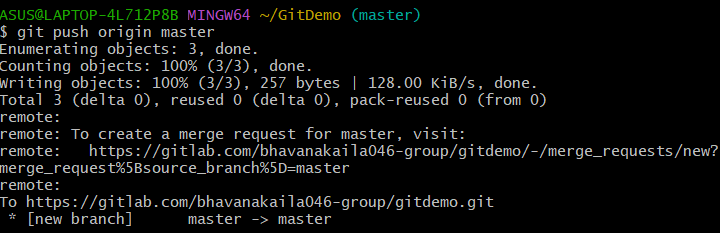 ASUS@LAPTOP-4L712P8B MINGW64 ~/GitDemo (master)
$ git push origin master
Enumerating objects: 3, done.
Counting objects: 100% (3/3), done.
Writing objects: 100% (3/3), 257 bytes | 128.00 KiB/s, done.
Total 3 (delta 0), reused 0 (delta 0), pack-reused 0 (from 0)
remote:
remote: To create a merge request for master, visit:
remote:   https://gitlab.com/bhavanakaila046-group/gitdemo/-/merge_requests/new?
merge_request%5Bsource_branch%5D=master
remote:
To https://gitlab.com/bhavanakaila046-group/gitdemo.git
 * [new branch]      master -> master